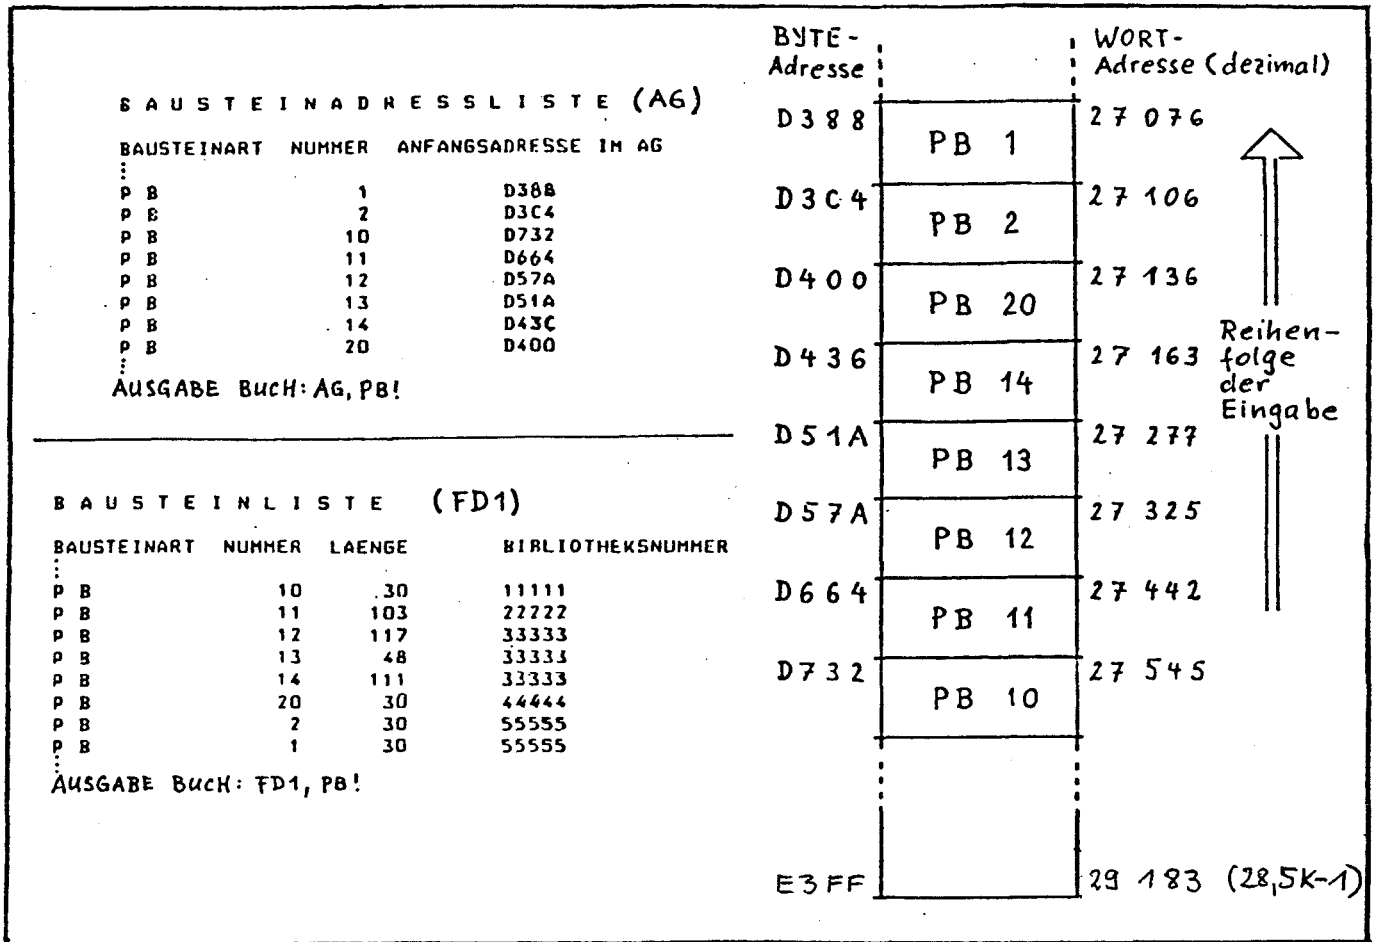 BAUSTEINADRESSLISTE (AG)
BAUSTEINART NUMMER ANFANGSADRESSE IM AG
:
P B 1 D388
P B 2 D3C4
P B 10 D732
P B 11 D664
P B 12 D57A
P B 13 D51A
P B 14 D43C
P B 20 D400
:
AUSGABE BUCH: AG, PB!
BAUSTEINLISTE (FD1)
BAUSTEINART NUMMER LAENGE BIBLIOTHEKSNUMMER
:
P B 10 30 11111
P B 11 103 22222
P B 12 117 33333
P B 13 48 33333
P B 14 111 33333
P B 20 30 44444
P B 2 30 55555
P B 1 30 55555
:
AUSGABE BUCH: FD1, PB!
BYTE-
Adresse
WORT-
Adresse (dezimal)
D388 PB 1 27 076
D3C4 PB 2 27 106
D400 PB 20 27 136
D436 PB 14 27 163
D51A PB 13 27 277
D57A PB 12 27 325
D664 PB 11 27 442
D732 PB 10 27 545
E3FF 29 183 (28,5K-1)
Reihen-
folge
der
Eingabe